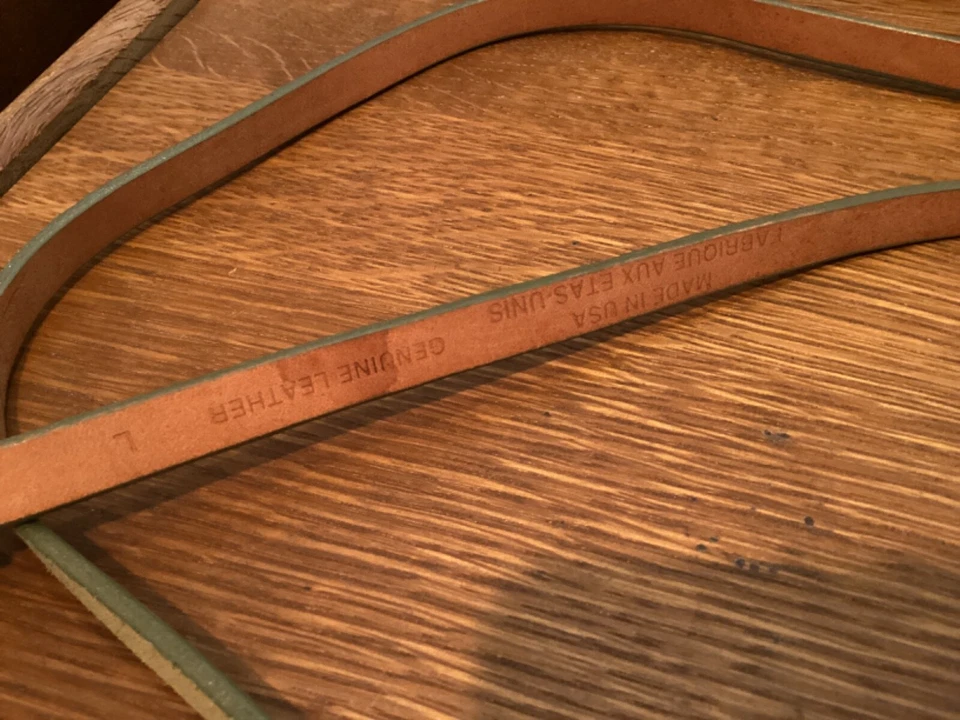 MADE IN USA
FABRIQUE AUX ETAS-UNIS
GENUINE LEATHER
L